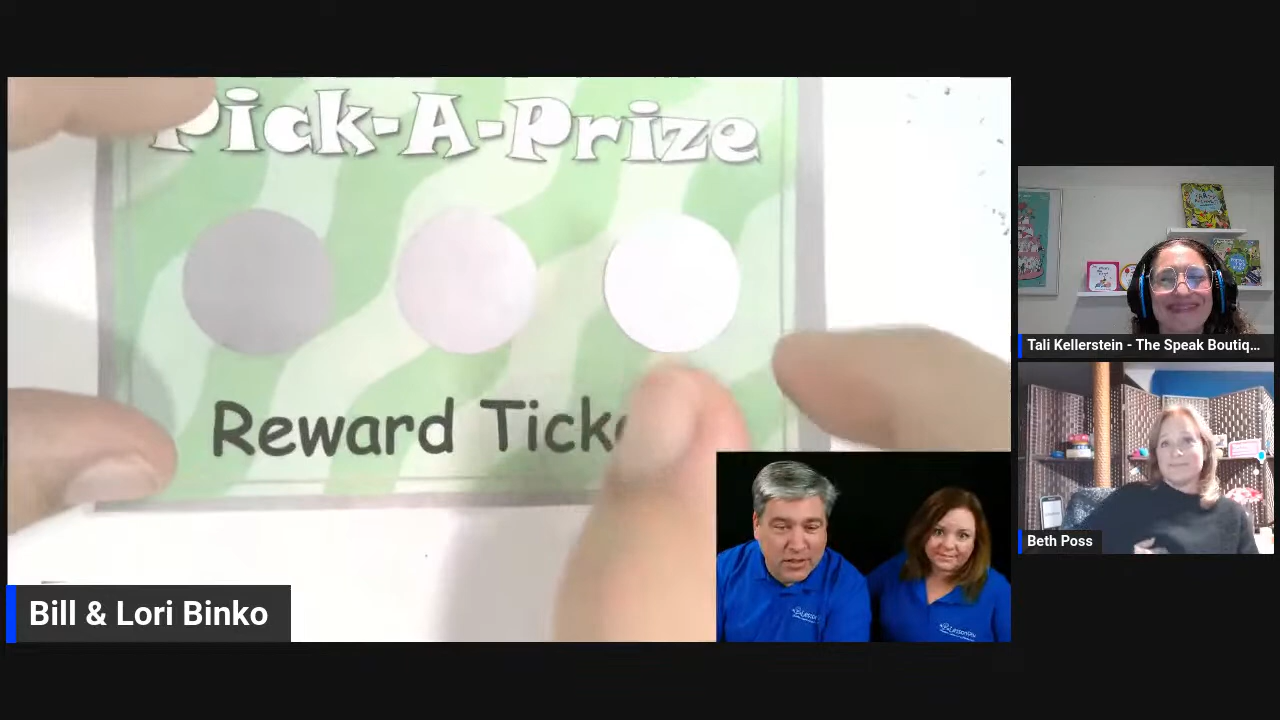 Pick-A-Prize
Reward Ticke
Bill & Lori Binko
Tali Kellerstein - The Speak Boutiq...
Beth Poss